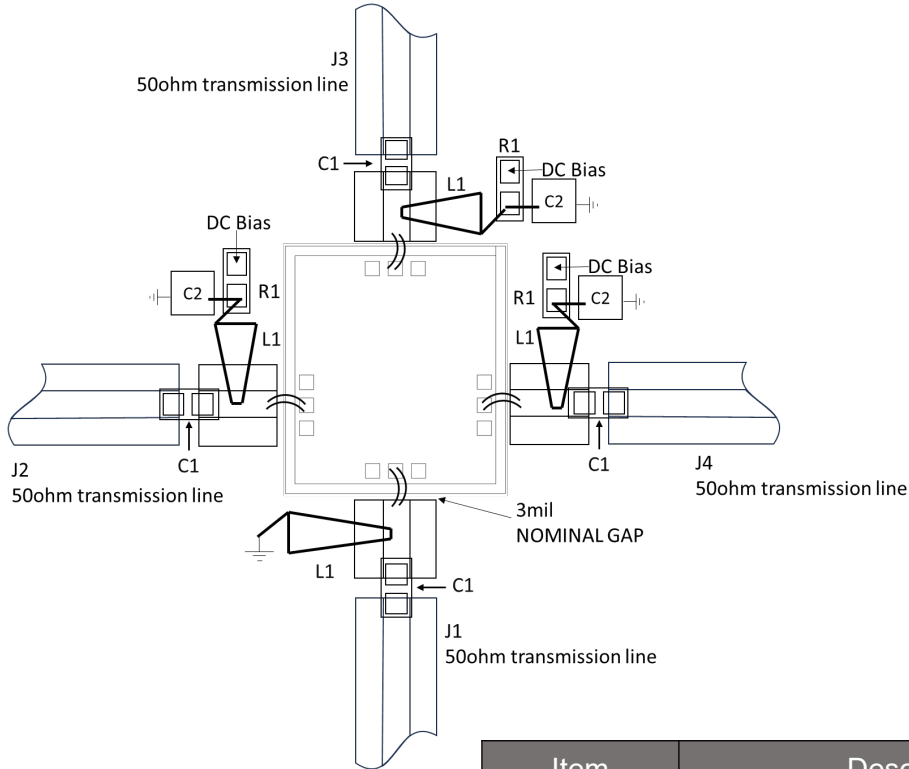 J3
50ohm transmission line
C1
L1
R1
DC Bias
C2
DC Bias
C2
R1
L1
DC Bias
R1
C2
L1
J2
50ohm transmission line
C1
C1
J4
50ohm transmission line
3mil
NOMINAL GAP
L1
C1
J1
50ohm transmission line
Item